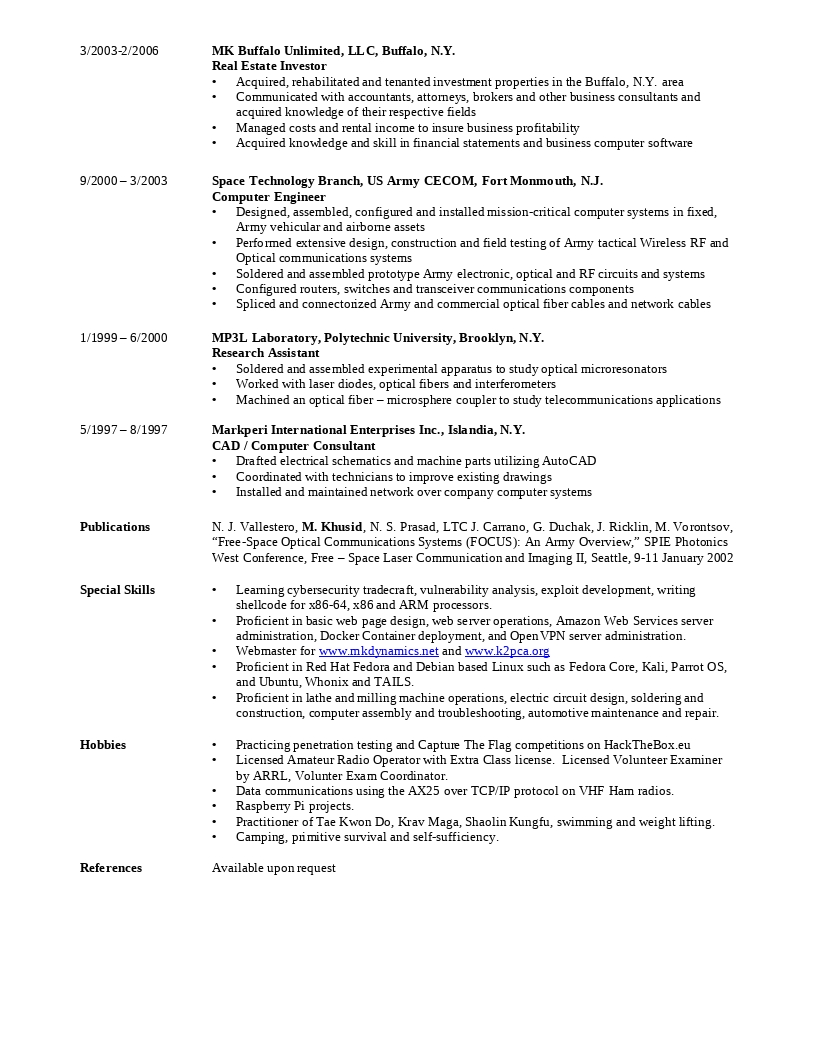 3/2003-2/2006 MK Buffalo Unlimited, LLC, Buffalo, N.Y.
Real Estate Investor
• Acquired, rehabilitated and tenanted investment properties in the Buffalo, N.Y. area
• Communicated with accountants, attorneys, brokers and other business consultants and
acquired knowledge of their respective fields
• Managed costs and rental income to insure business profitability
• Acquired knowledge and skill in financial statements and business computer software
9/2000 – 3/2003 Space Technology Branch, US Army CECOM, Fort Monmouth, N.J.
Computer Engineer
• Designed, assembled, configured and installed mission-critical computer systems in fixed,
Army vehicular and airborne assets
• Performed extensive design, construction and field testing of Army tactical Wireless RF and
Optical communications systems
• Soldered and assembled prototype Army electronic, optical and RF circuits and systems
• Configured routers, switches and transceiver communications components
• Spliced and connectorized Army and commercial optical fiber cables and network cables
1/1999 – 6/2000 MP3L Laboratory, Polytechnic University, Brooklyn, N.Y.
Research Assistant
• Soldered and assembled experimental apparatus to study optical microresonators
• Worked with laser diodes, optical fibers and interferometers
• Machined an optical fiber – microsphere coupler to study telecommunications applications
5/1997 – 8/1997 Markperi International Enterprises Inc., Islandia, N.Y.
CAD / Computer Consultant
• Drafted electrical schematics and machine parts utilizing AutoCAD
• Coordinated with technicians to improve existing drawings
• Installed and maintained network over company computer systems
Publications N. J. Vallestero, M. Khusid, N. S. Prasad, LTC J. Carrano, G. Duchak, J. Ricklin, M. Vorontsov,
“Free-Space Optical Communications Systems (FOCUS): An Army Overview,” SPIE Photonics
West Conference, Free – Space Laser Communication and Imaging II, Seattle, 9-11 January 2002
Special Skills • Learning cybersecurity tradecraft, vulnerability analysis, exploit development, writing
shellcode for x86-64, x86 and ARM processors.
• Proficient in basic web page design, web server operations, Amazon Web Services server
administration, Docker Container deployment, and OpenVPN server administration.
• Webmaster for www.mkdynamics.net and www.k2pca.org
• Proficient in Red Hat Fedora and Debian based Linux such as Fedora Core, Kali, Parrot OS,
and Ubuntu, Whonix and TAILS.
• Proficient in lathe and milling machine operations, electric circuit design, soldering and
construction, computer assembly and troubleshooting, automotive maintenance and repair.
Hobbies • Practicing penetration testing and Capture The Flag competitions on HackTheBox.eu
• Licensed Amateur Radio Operator with Extra Class license. Licensed Volunteer Examiner
by ARRL, Volunter Exam Coordinator.
• Data communications using the AX25 over TCP/IP protocol on VHF Ham radios.
• Raspberry Pi projects.
• Practitioner of Tae Kwon Do, Krav Maga, Shaolin Kungfu, swimming and weight lifting.
• Camping, primitive survival and self-sufficiency.
References Available upon request